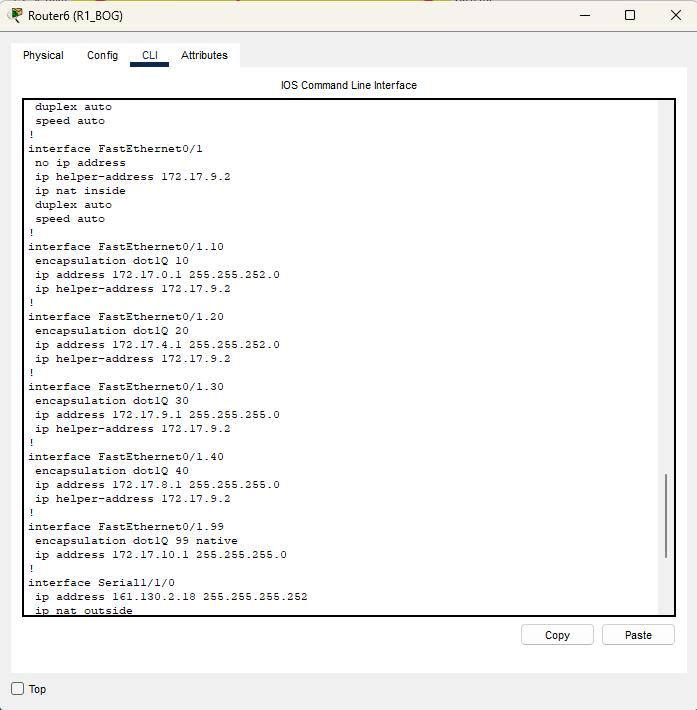 Router6 (R1_BOG)
Physical Config CLI Attributes
IOS Command Line Interface
duplex auto
speed auto
!
interface FastEthernet0/1
no ip address
ip helper-address 172.17.9.2
ip nat inside
duplex auto
speed auto
!
interface FastEthernet0/1.10
encapsulation dot1Q 10
ip address 172.17.0.1 255.255.252.0
ip helper-address 172.17.9.2
!
interface FastEthernet0/1.20
encapsulation dot1Q 20
ip address 172.17.4.1 255.255.252.0
ip helper-address 172.17.9.2
!
interface FastEthernet0/1.30
encapsulation dot1Q 30
ip address 172.17.9.1 255.255.255.0
ip helper-address 172.17.9.2
!
interface FastEthernet0/1.40
encapsulation dot1Q 40
ip address 172.17.8.1 255.255.255.0
ip helper-address 172.17.9.2
!
interface FastEthernet0/1.99
encapsulation dot1Q 99 native
ip address 172.17.10.1 255.255.255.0
!
interface Serial1/1/0
ip address 161.130.2.18 255.255.255.252
ip nat outside
Copy Paste
Top